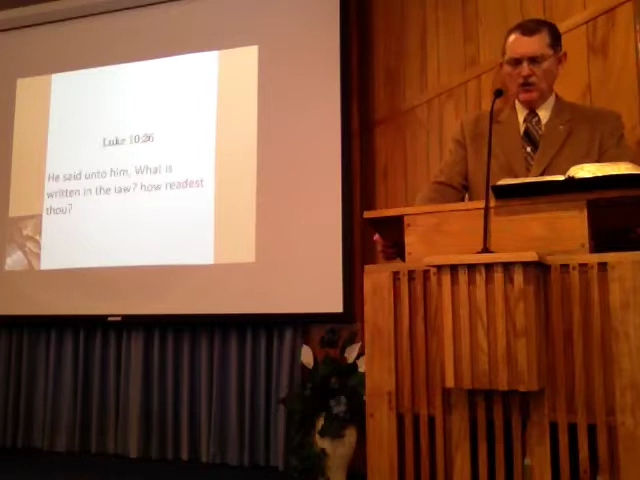 Luke 10:26
He said unto him, What is
written in the law? how readest
thou?